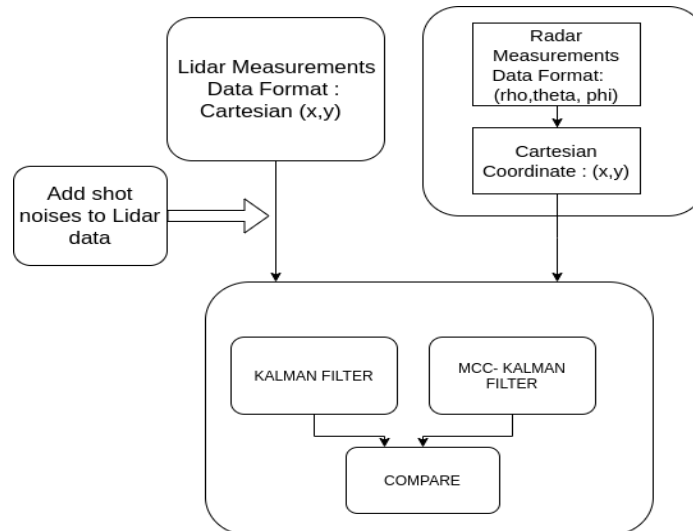 Lidar Measurements
Data Format :
Cartesian (x,y)
Radar
Measurements
Data Format:
(rho,theta, phi)
Cartesian
Coordinate : (x,y)
Add shot
noises to Lidar
data
KALMAN FILTER
MCC- KALMAN
FILTER
COMPARE